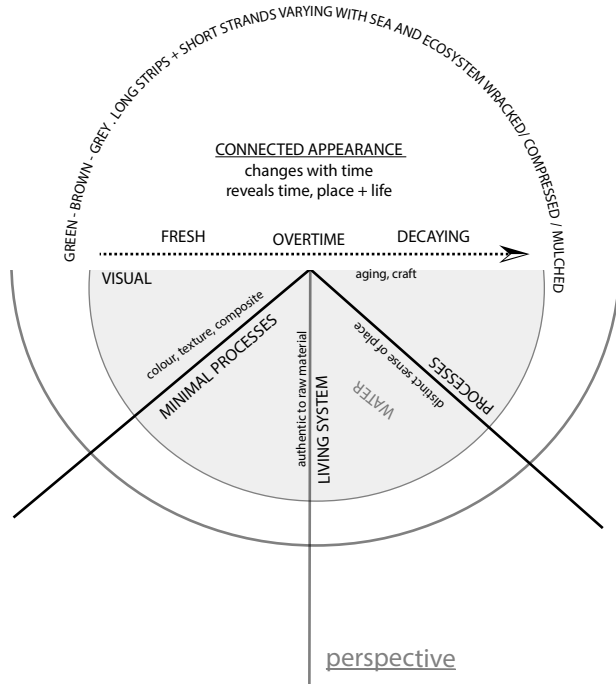 GREEN - BROWN - GREY . LONG STRIPS + SHORT STRANDS VARYING WITH SEA AND ECOSYSTEM WRACKED/ COMPRESSED / MULCHED
CONNECTED APPEARANCE
changes with time
reveals time, place + life
FRESH OVERTIME DECAYING
VISUAL
aging, craft
colour, texture, composite
MINIMAL PROCESSES
authentic to raw material
LIVING SYSTEM
WATER
distinct sense of place
PROCESSES
perspective